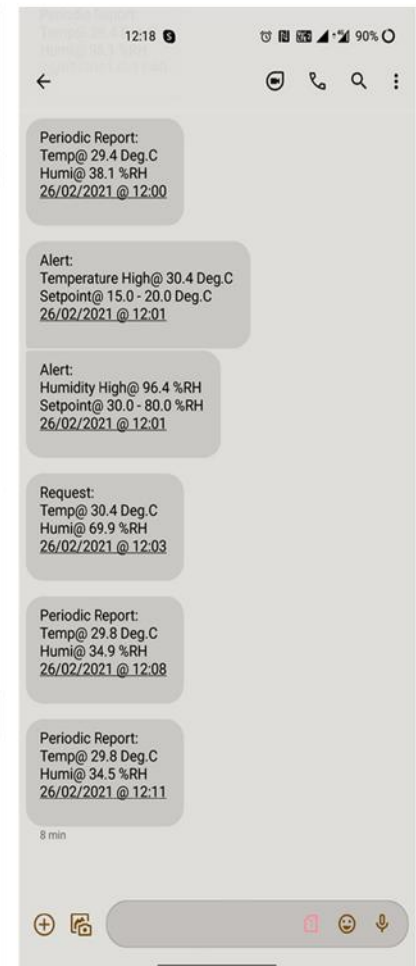 12:18
90%
Periodic Report:
Temp@ 29.4 Deg.C
Humi@ 38.1 %RH
26/02/2021 @ 12:00
Alert:
Temperature High@ 30.4 Deg.C
Setpoint@ 15.0 - 20.0 Deg.C
26/02/2021 @ 12:01
Alert:
Humidity High@ 96.4 %RH
Setpoint@ 30.0 - 80.0 %RH
26/02/2021 @ 12:01
Request:
Temp@ 30.4 Deg.C
Humi@ 69.9 %RH
26/02/2021 @ 12:03
Periodic Report:
Temp@ 29.8 Deg.C
Humi@ 34.9 %RH
26/02/2021 @ 12:08
Periodic Report:
Temp@ 29.8 Deg.C
Humi@ 34.5 %RH
26/02/2021 @ 12:11
8 min